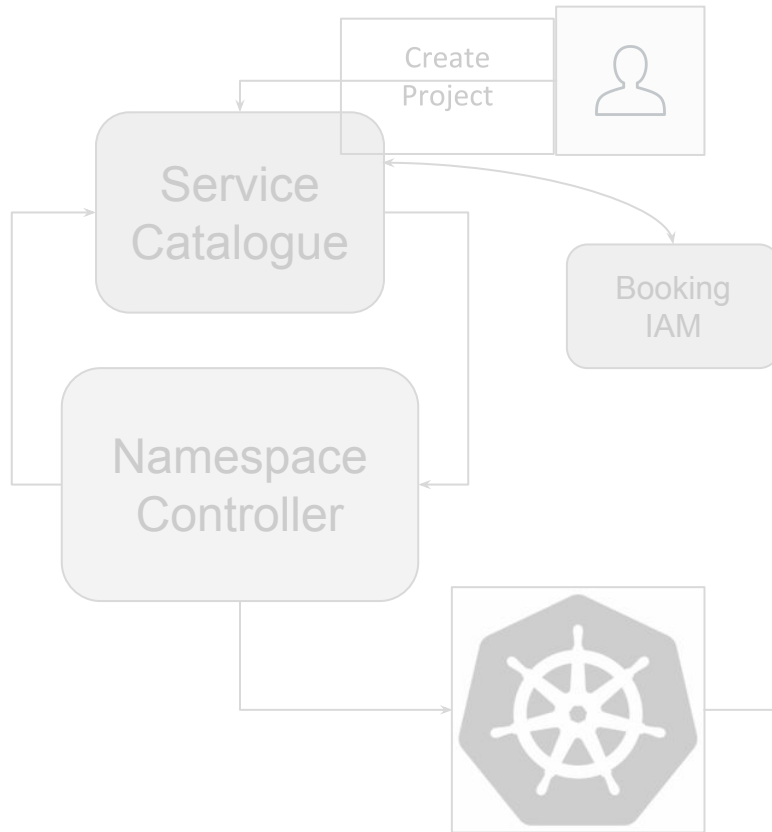 Create
Project
Service
Catalogue
Booking
IAM
Namespace
Controller